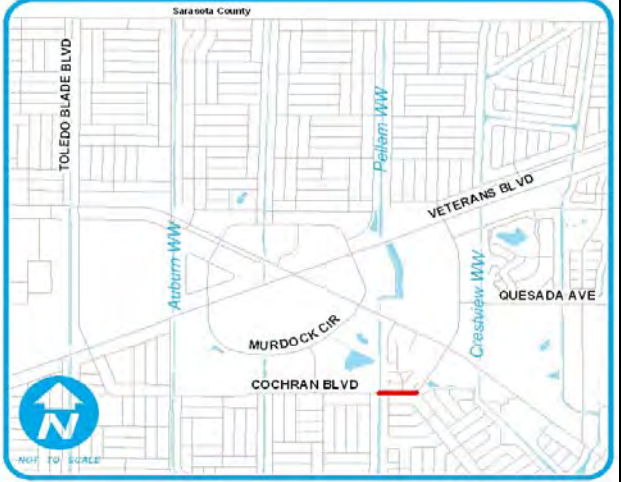 Sarasota County
TOLEDO BLADE BLVD
Pellam WW
VETERANS BLVD
Auburn WW
Crestview WW
QUESADA AVE
MURDOCK CIR
COCHRAN BLVD
N
NOT TO SCALE